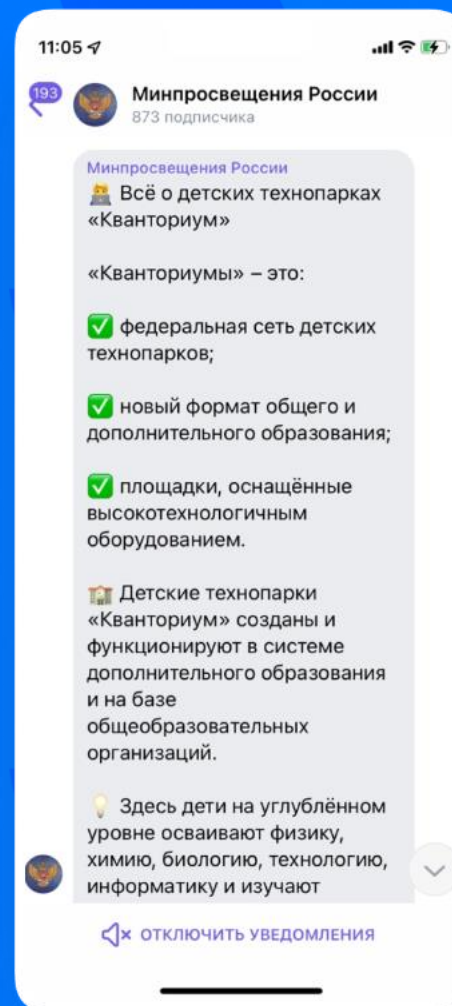 11:05
193
Минпросвещения России
873 подписчика
Минпросвещения России
Всё о детских технопарках
«Кванториум»
«Кванториумы» – это:
федеральная сеть детских
технопарков;
новый формат общего и
дополнительного образования;
площадки, оснащённые
высокотехнологичным
оборудованием.
Детские технопарки
«Кванториум» созданы и
функционируют в системе
дополнительного образования
и на базе
общеобразовательных
организаций.
Здесь дети на углублённом
уровне осваивают физику,
химию, биологию, технологию,
информатику и изучают
ОТКЛЮЧИТЬ УВЕДОМЛЕНИЯ